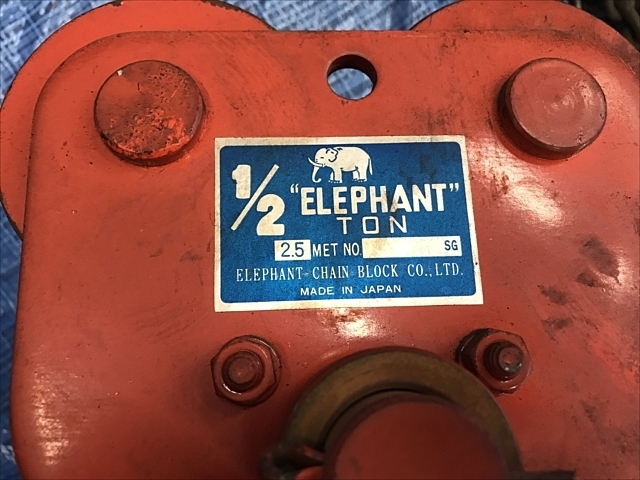 1/2 "ELEPHANT"
TON
2.5 MET NO. SG
ELEPHANT CHAIN BLOCK CO., LTD.
MADE IN JAPAN